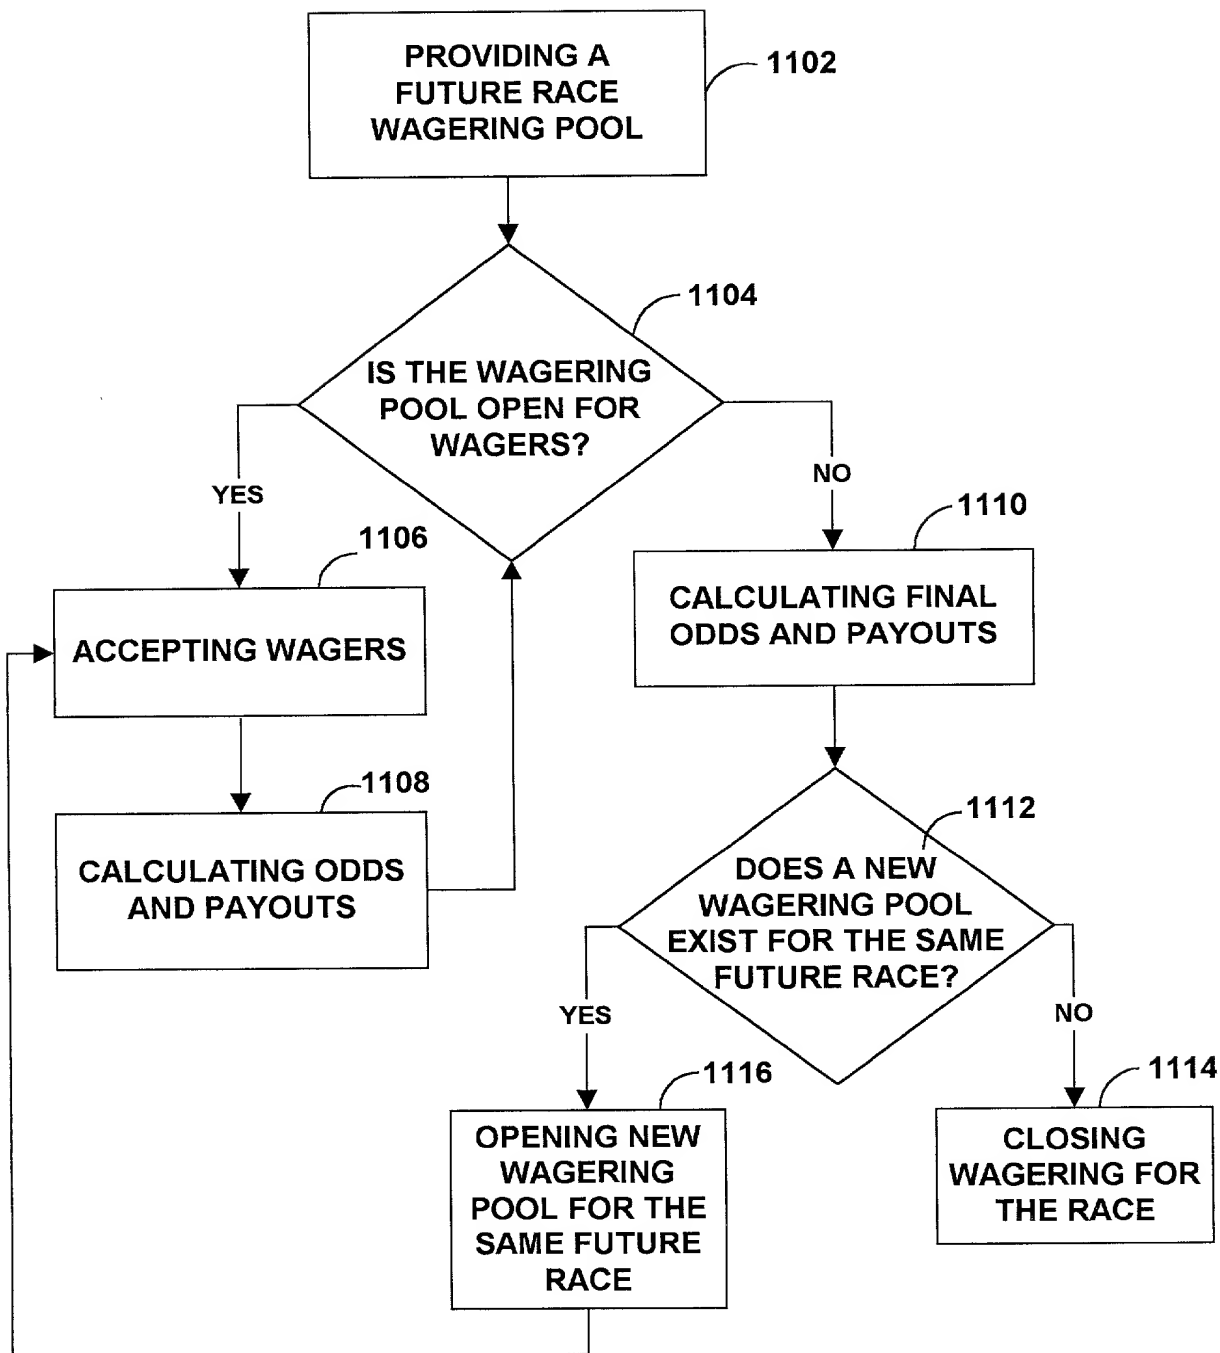 PROVIDING A
FUTURE RACE
WAGERING POOL
1102
1104
IS THE WAGERING
POOL OPEN FOR
WAGERS?
YES
NO
1106
1110
ACCEPTING WAGERS
CALCULATING FINAL
ODDS AND PAYOUTS
1108
CALCULATING ODDS
AND PAYOUTS
1112
DOES A NEW
WAGERING POOL
EXIST FOR THE SAME
FUTURE RACE?
YES
NO
1116
1114
OPENING NEW
WAGERING
POOL FOR THE
SAME FUTURE
RACE
CLOSING
WAGERING FOR
THE RACE